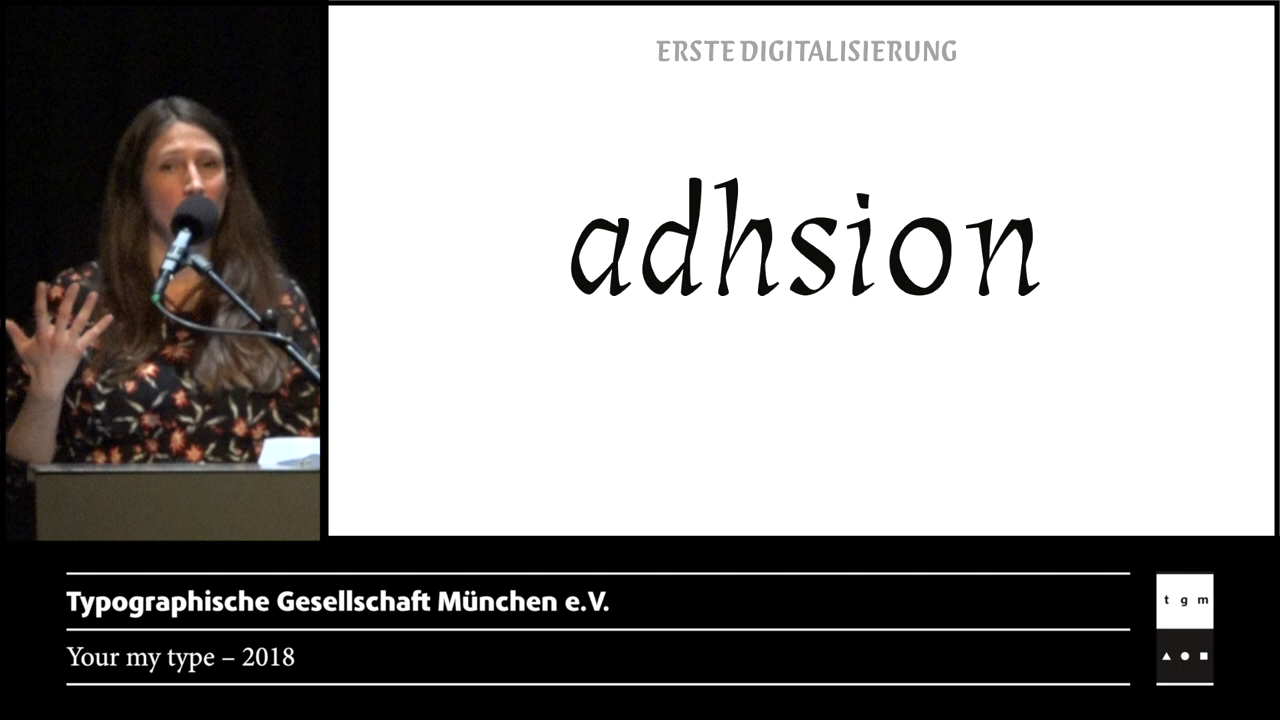 ERSTE DIGITALISIERUNG
adhsion
Typographische Gesellschaft München e.V.
Your my type – 2018
t g m